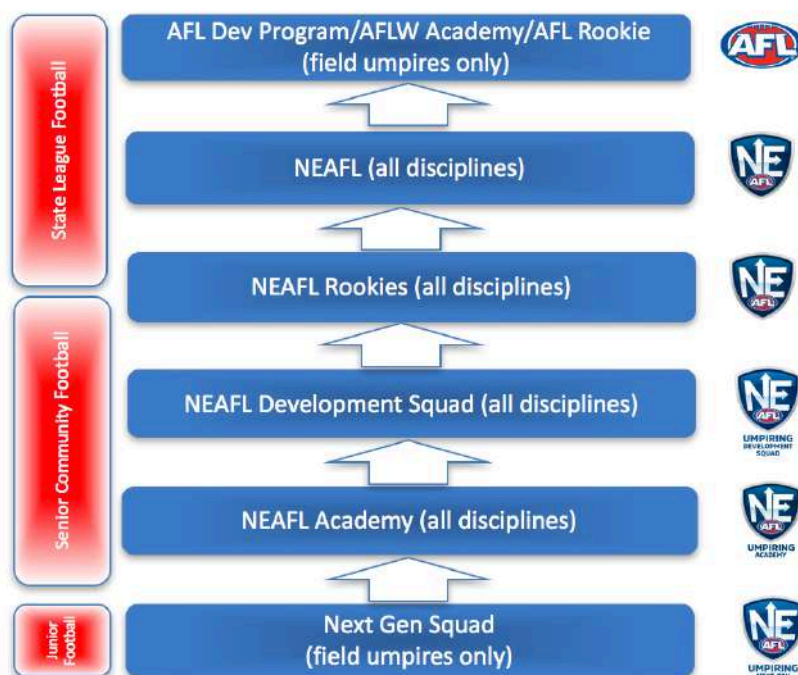 State League Football
AFL Dev Program/AFLW Academy/AFL Rookie
(field umpires only)
AFL
NEAFL (all disciplines)
NE
AFL
NEAFL Rookies (all disciplines)
NE
AFL
Senior Community Football
NEAFL Development Squad (all disciplines)
NE
AFL
UMPIRING
DEVELOPMENT
SQUAD
NEAFL Academy (all disciplines)
NE
AFL
UMPIRING
ACADEMY
Junior
Football
Next Gen Squad
(field umpires only)
NE
AFL
UMPIRING